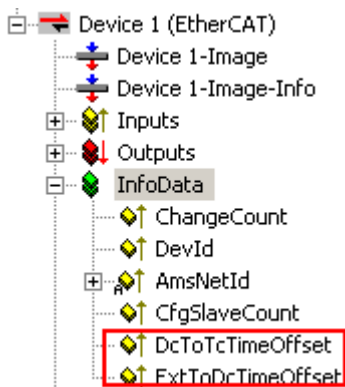 Device 1 (EtherCAT)
Device 1-Image
Device 1-Image-Info
Inputs
Outputs
InfoData
ChangeCount
DevId
AmsNetId
CfgSlaveCount
DcToTcTimeOffset
ExtToDcTimeOffset